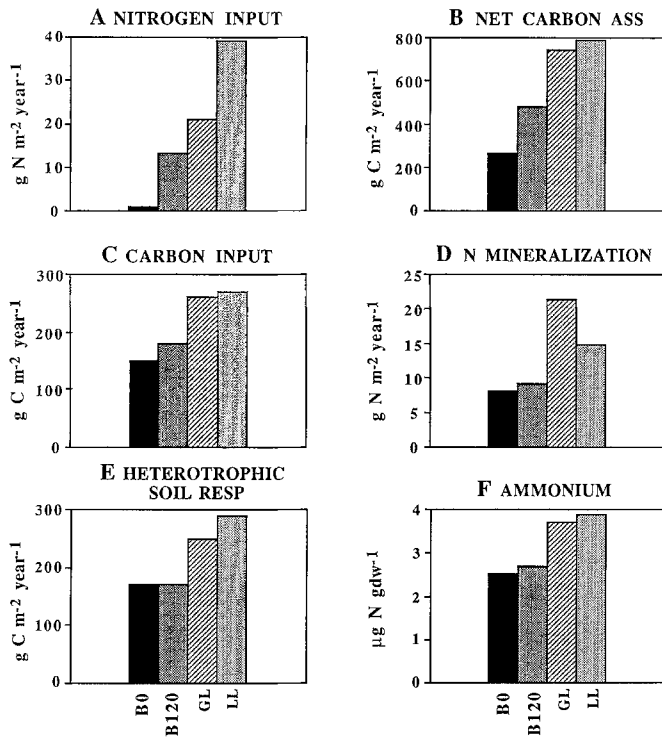 A NITROGEN INPUT
g N m-2 year-1
40
30
20
10
0
B NET CARBON ASS
g C m-2 year-1
800
600
400
200
0
C CARBON INPUT
g C m-2 year-1
300
200
100
0
D N MINERALIZATION
g N m-2 year-1
25
20
15
10
5
0
E HETEROTROPHIC
SOIL RESP
g C m-2 year-1
300
200
100
0
B0
B120
GL
LL
F AMMONIUM
µg N gdw-1
4
3
2
1
0
B0
B120
GL
LL